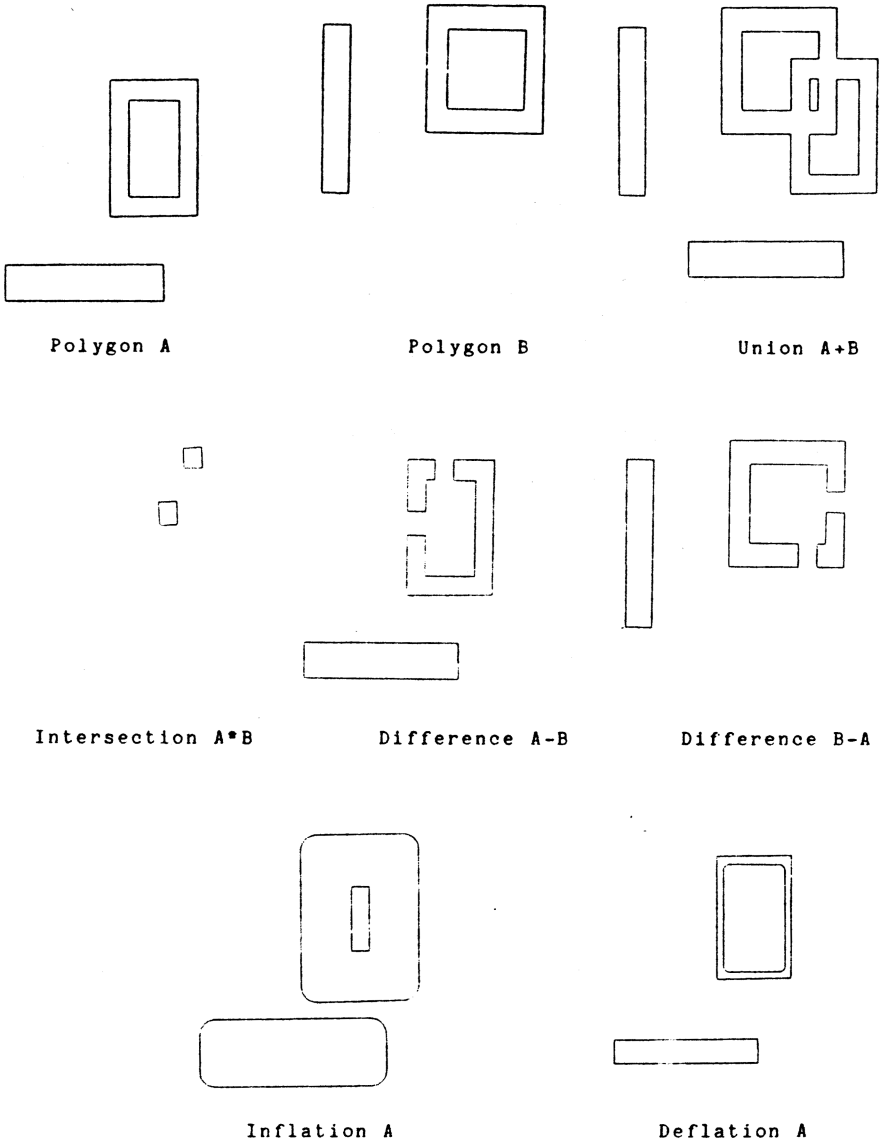 Polygon A
Polygon B
Union A+B
Intersection A*B
Difference A-B
Difference B-A
Inflation A
Deflation A